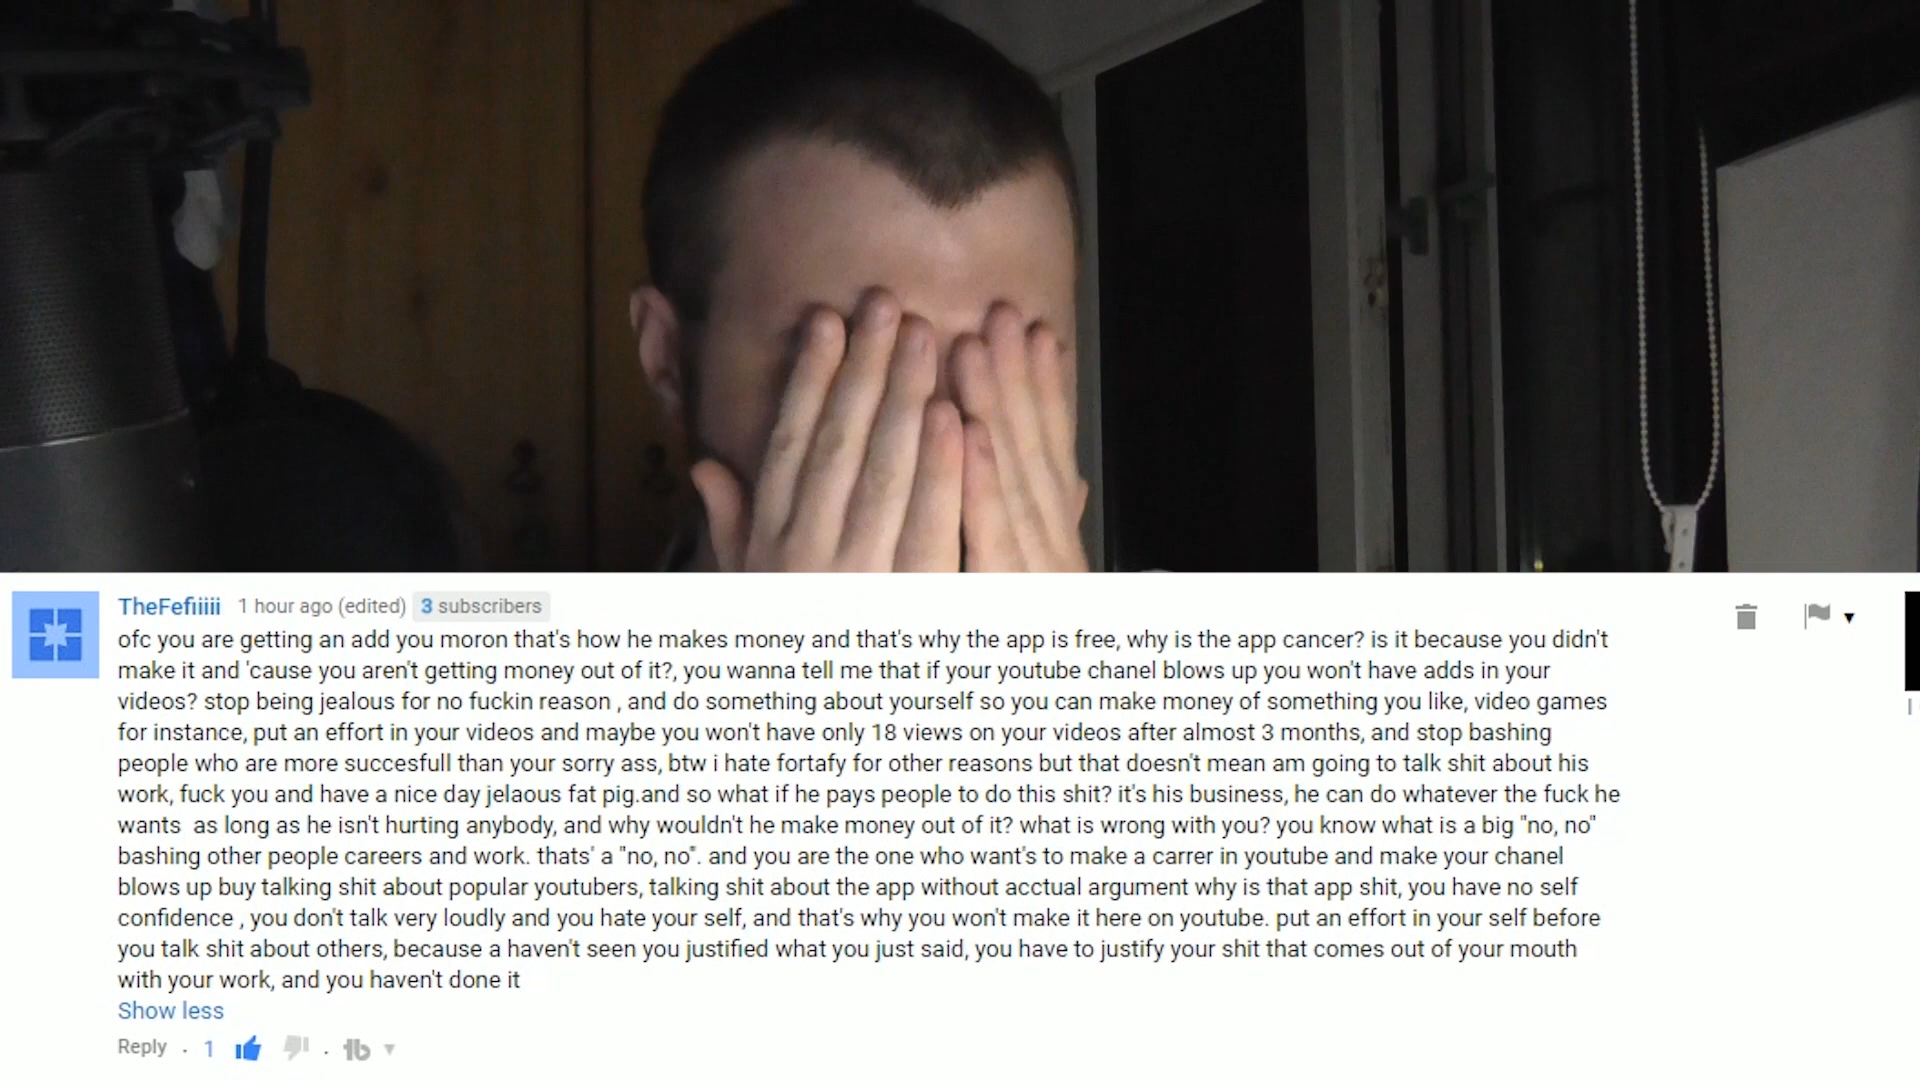 TheFefiiiii 1 hour ago (edited) 3 subscribers
ofc you are getting an add you moron that's how he makes money and that's why the app is free, why is the app cancer? is it because you didn't
make it and 'cause you aren't getting money out of it?, you wanna tell me that if your youtube chanel blows up you won't have adds in your
videos? stop being jealous for no fuckin reason , and do something about yourself so you can make money of something you like, video games
for instance, put an effort in your videos and maybe you won't have only 18 views on your videos after almost 3 months, and stop bashing
people who are more succesfull than your sorry ass, btw i hate fortafy for other reasons but that doesn't mean am going to talk shit about his
work, fuck you and have a nice day jelaous fat pig.and so what if he pays people to do this shit? it's his business, he can do whatever the fuck he
wants  as long as he isn't hurting anybody, and why wouldn't he make money out of it? what is wrong with you? you know what is a big "no, no"
bashing other people careers and work. thats' a "no, no". and you are the one who want's to make a carrer in youtube and make your chanel
blows up buy talking shit about popular youtubers, talking shit about the app without acctual argument why is that app shit, you have no self
confidence , you don't talk very loudly and you hate your self, and that's why you won't make it here on youtube. put an effort in your self before
you talk shit about others, because a haven't seen you justified what you just said, you have to justify your shit that comes out of your mouth
with your work, and you haven't done it
Show less
Reply · 1